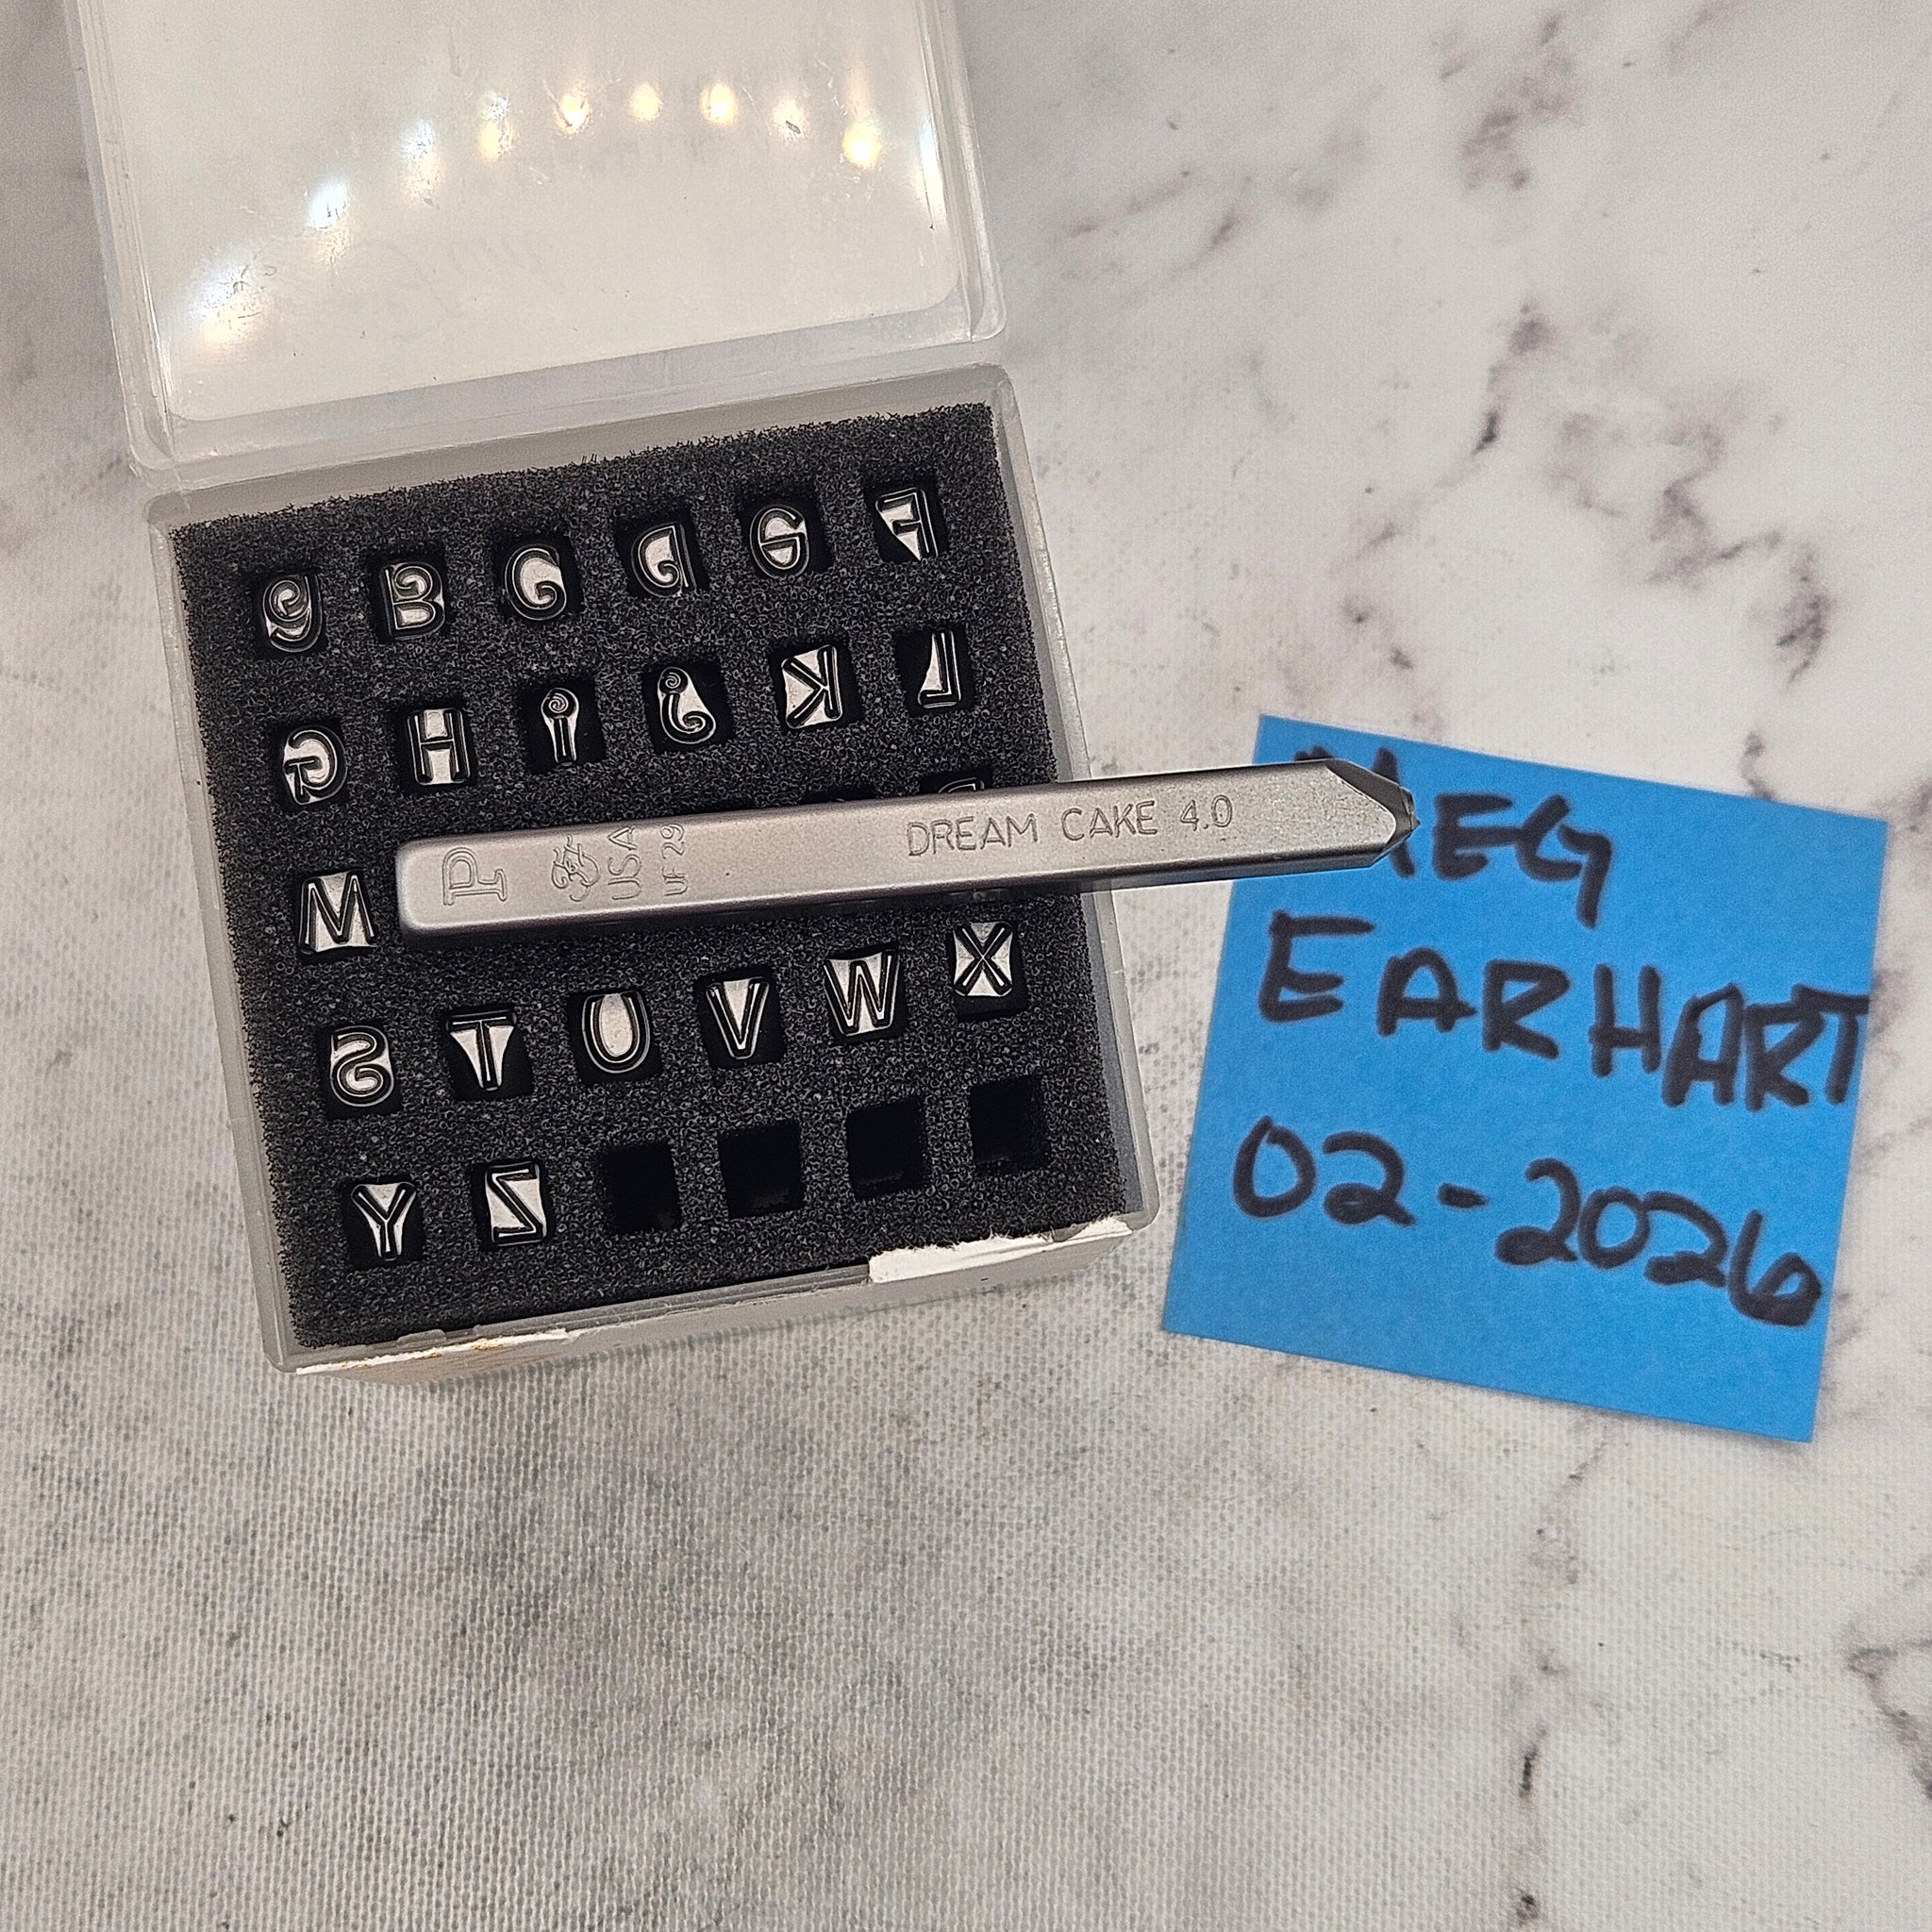 a B C D E F
G H i j K L
M
S T U V W X
Y Z
P
USA
UF 29
DREAM CAKE 4.0
MEG
EARHART
02-2026